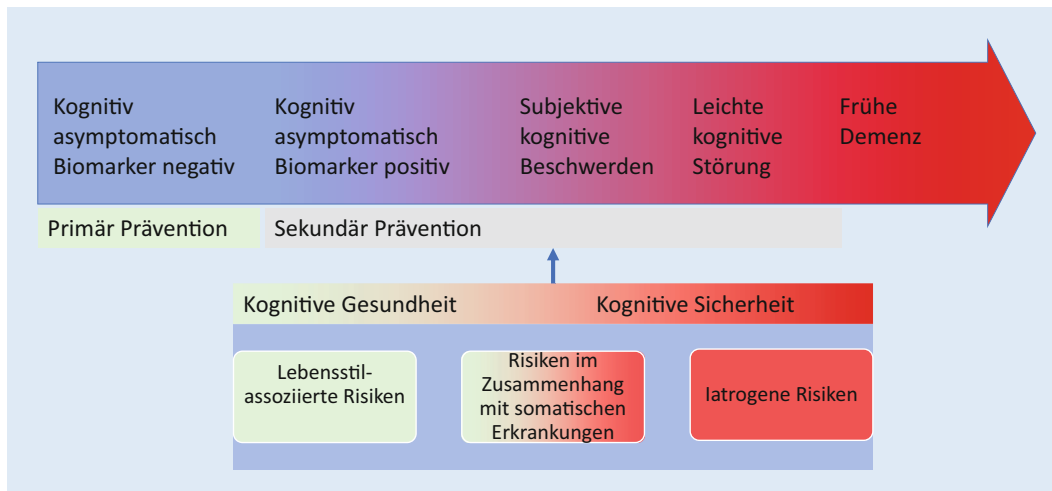 Kognitiv
asymptomatisch
Biomarker negativ
Kognitiv
asymptomatisch
Biomarker positiv
Subjektive
kognitive
Beschwerden
Leichte
kognitive
Störung
Frühe
Demenz
Primär Prävention
Sekundär Prävention
Kognitive Gesundheit
Kognitive Sicherheit
Lebensstil-
assoziierte Risiken
Risiken im
Zusammenhang
mit somatischen
Erkrankungen
Iatrogene Risiken